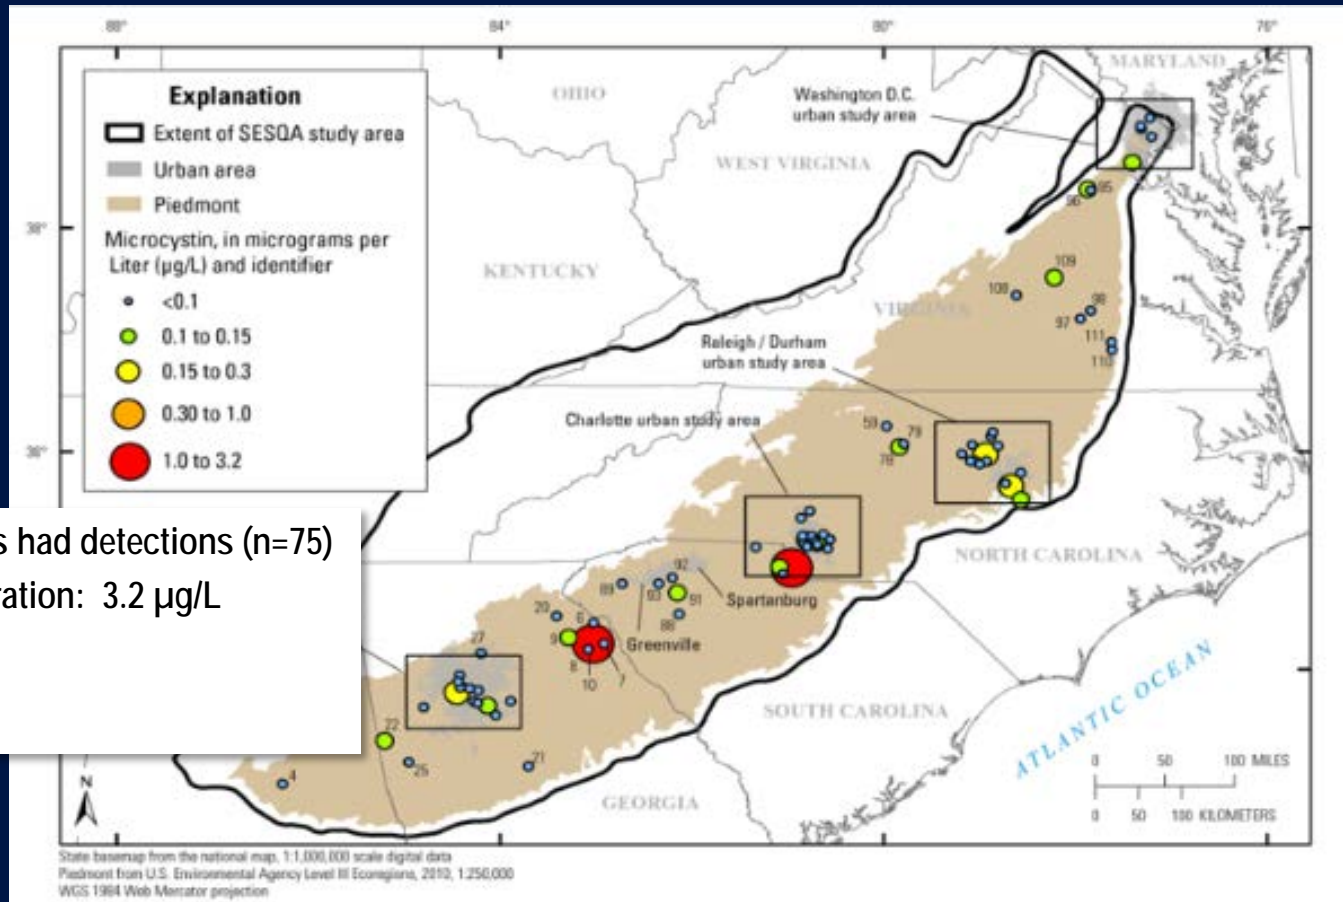 88°
84°
80°
76°
Explanation
Extent of SESQA study area
Urban area
Piedmont
Microcystin, in micrograms per
Liter (µg/L) and identifier
<0.1
0.1 to 0.15
0.15 to 0.3
0.30 to 1.0
1.0 to 3.2
OHIO
MARYLAND
Washington D.C.
urban study area
WEST VIRGINIA
95
96
38°
KENTUCKY
109
108
VIRGINIA
98
97
111
110
Raleigh / Durham
urban study area
Charlotte urban study area
59
79
78
36°
s had detections (n=75)
ration: 3.2 µg/L
NORTH CAROLINA
92
89
93
91
Spartanburg
20
6
88
Greenville
27
9
8
7
10
SOUTH CAROLINA
ATLANTIC OCEAN
22
25
21
4
GEORGIA
N
0 50 100 MILES
0 50 100 KILOMETERS
State basemap from the national map, 1:1,000,000 scale digital data
Piedmont from U.S. Environmental Agency Level III Ecoregions, 2010, 1:250,000
WGS 1984 Web Mercator projection